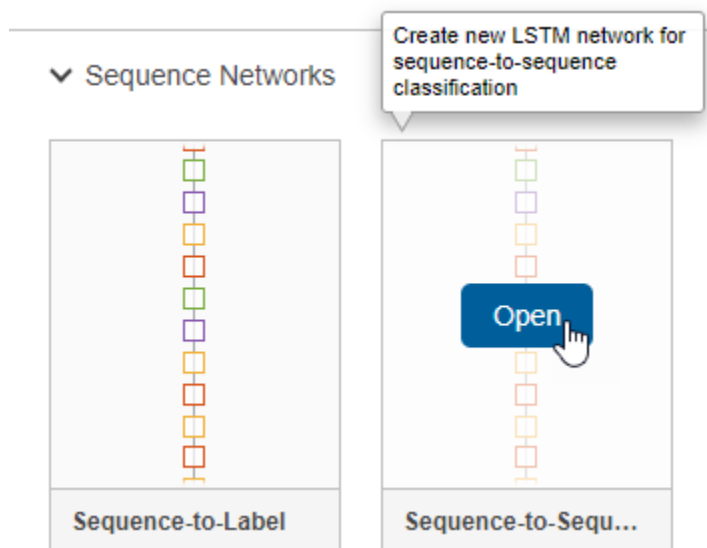 Create new LSTM network for
sequence-to-sequence
classification
Sequence Networks
Open
Sequence-to-Label
Sequence-to-Sequ...